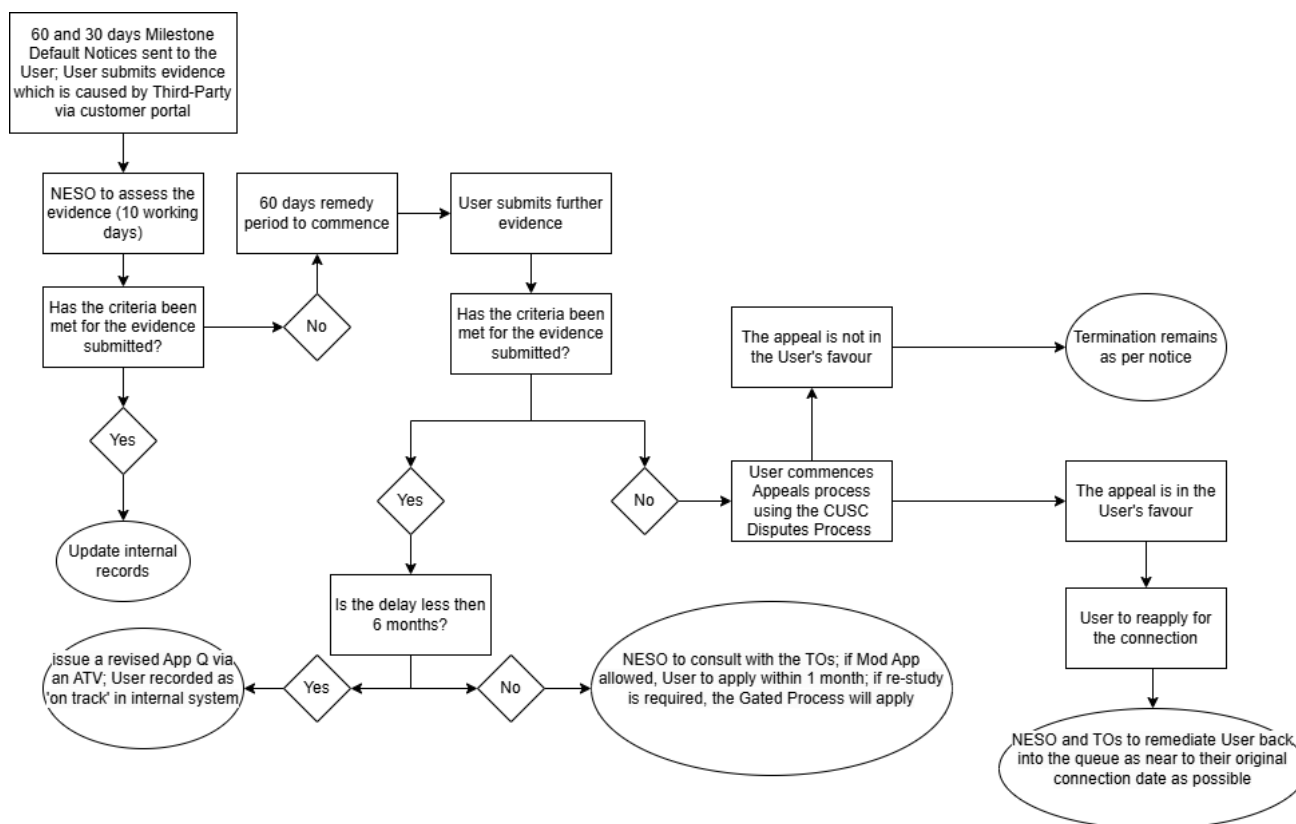 60 and 30 days Milestone
Default Notices sent to the
User; User submits evidence
which is caused by Third-Party
via customer portal
NESO to assess the
evidence (10 working
days)
60 days remedy
period to commence
User submits further
evidence
Has the criteria been
met for the evidence
submitted?
No
Has the criteria been
met for the evidence
submitted?
The appeal is not in
the User's favour
Termination remains
as per notice
Yes
Yes
No
User commences
Appeals process
using the CUSC
Disputes Process
The appeal is in the
User's favour
Update internal
records
Is the delay less then
6 months?
User to reapply for
the connection
issue a revised App Q via
an ATV; User recorded as
'on track' in internal system
Yes
No
NESO to consult with the TOs; if Mod App
allowed, User to apply within 1 month; if re-study
is required, the Gated Process will apply
NESO and TOs to remediate User back
into the queue as near to their original
connection date as possible